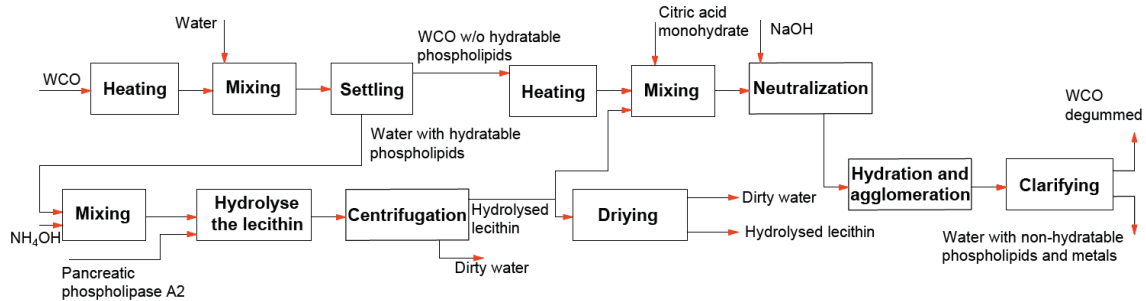 Water
WCO
Heating
Mixing
Settling
WCO w/o hydratable
phospholipids
Heating
Citric acid
monohydrate
Mixing
NaOH
Neutralization
WCO
degummed
Water with hydratable
phospholipids
Hydration and
agglomeration
Clarifying
Mixing
NH₄OH
Hydrolyse
the lecithin
Pancreatic
phospholipase A2
Centrifugation
Hydrolysed
lecithin
Dirty water
Driying
Dirty water
Hydrolysed lecithin
Water with non-hydratable
phospholipids and metals